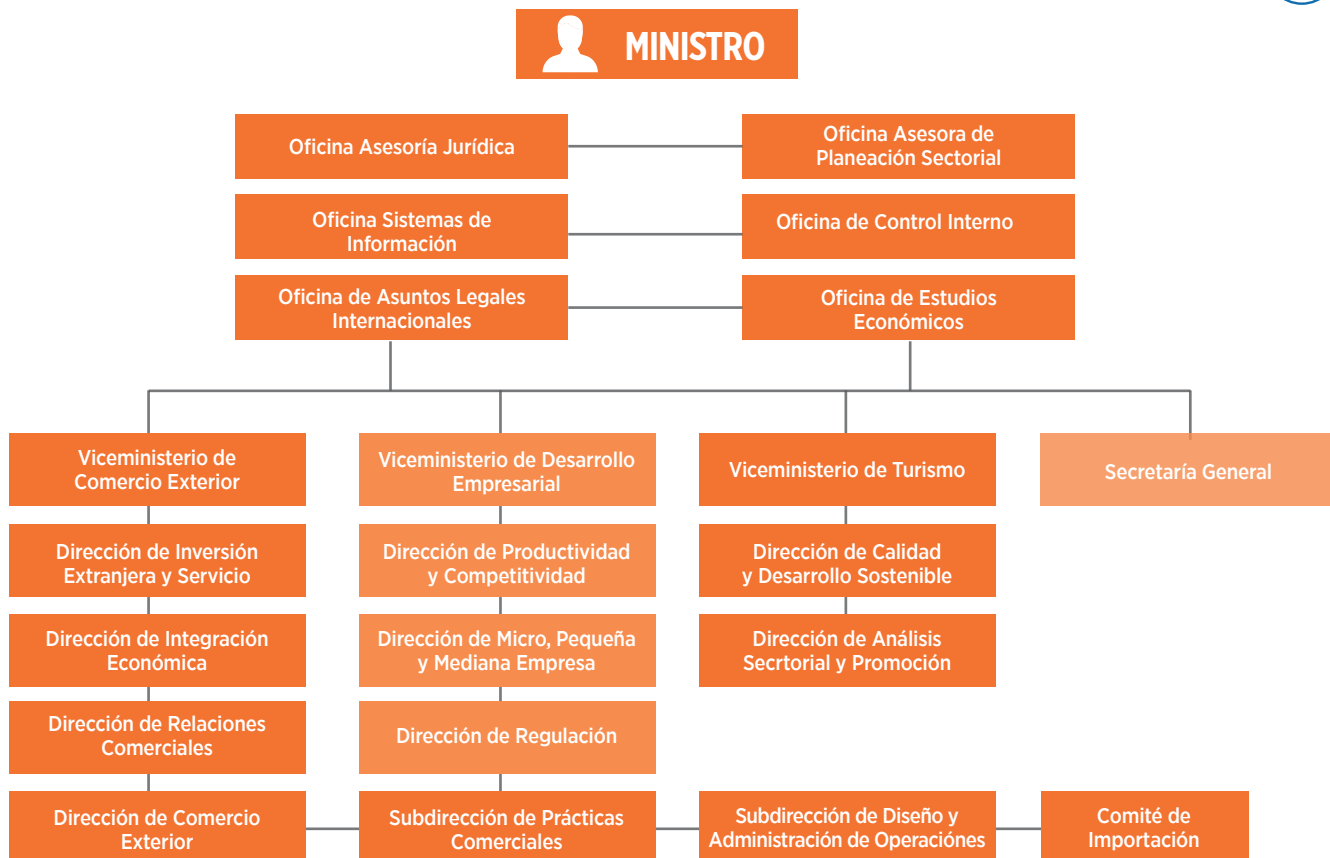 MINISTRO
Oficina Asesoría Jurídica
Oficina Asesora de
Planeación Sectorial
Oficina Sistemas de
Información
Oficina de Control Interno
Oficina de Asuntos Legales
Internacionales
Oficina de Estudios
Económicos
Viceministerio de
Comercio Exterior
Viceministerio de Desarrollo
Empresarial
Viceministerio de Turismo
Secretaría General
Dirección de Inversión
Extranjera y Servicio
Dirección de Productividad
y Competitividad
Dirección de Calidad
y Desarrollo Sostenible
Dirección de Integración
Económica
Dirección de Micro, Pequeña
y Mediana Empresa
Dirección de Análisis
Secrtorial y Promoción
Dirección de Relaciones
Comerciales
Dirección de Regulación
Dirección de Comercio
Exterior
Subdirección de Prácticas
Comerciales
Subdirección de Diseño y
Administración de Operaciónes
Comité de
Importación